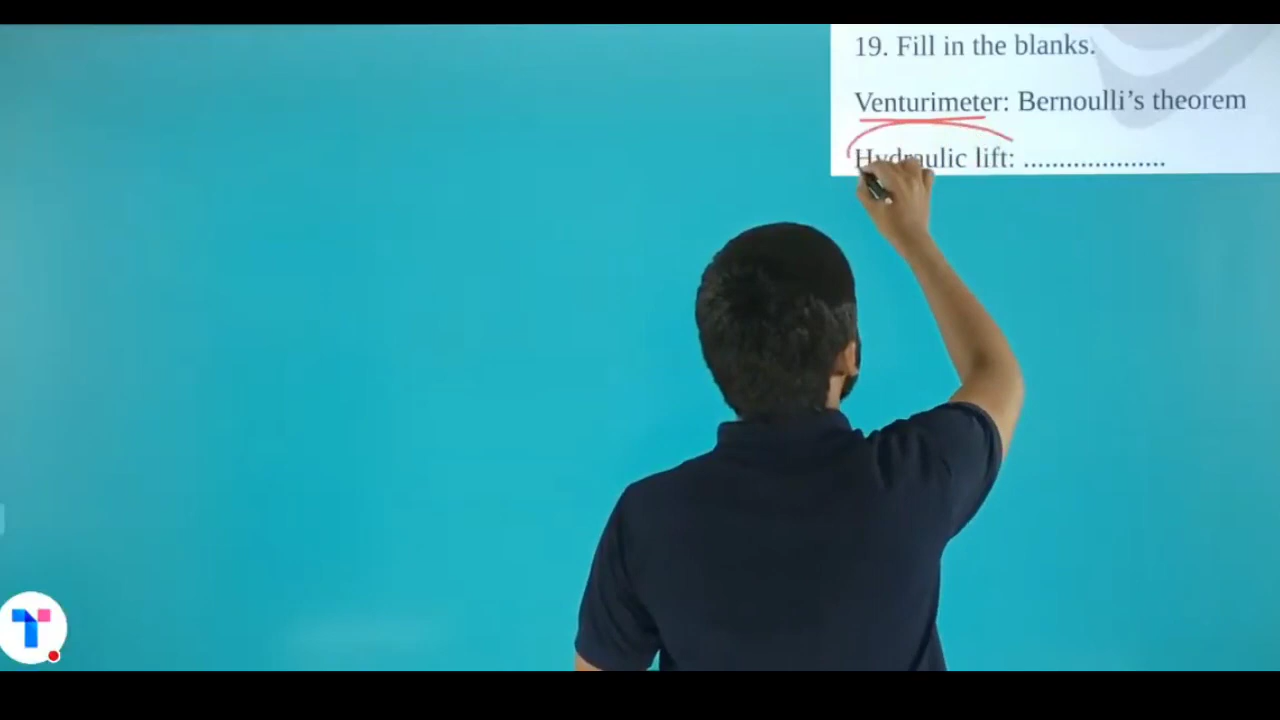 19. Fill in the blanks.
Venturimeter: Bernoulli’s theorem
Hydraulic lift: ....................